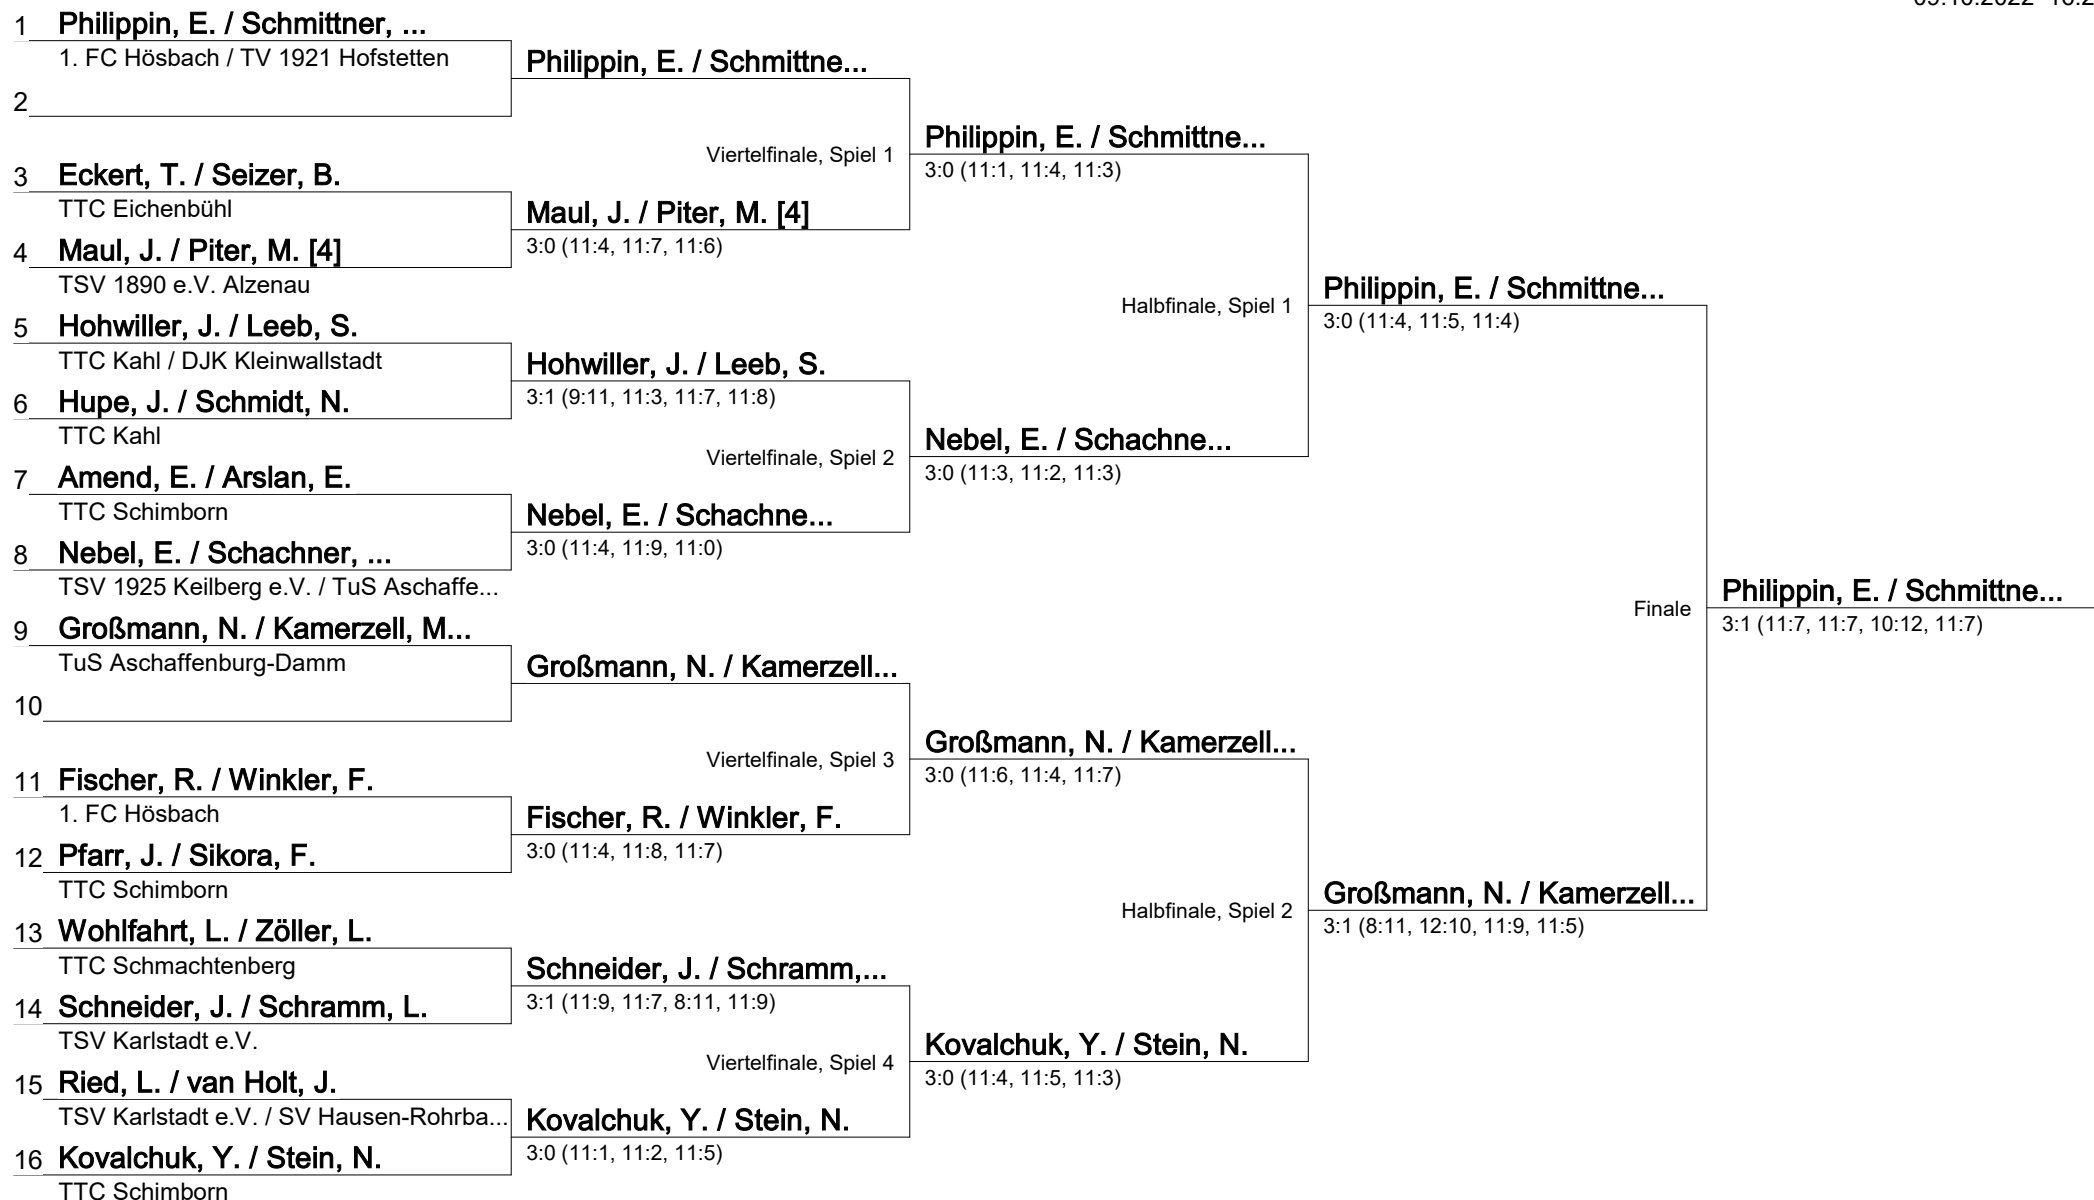 1 Philippin, E. / Schmittner, ...
1. FC Hösbach / TV 1921 Hofstetten
2
3 Eckert, T. / Seizer, B.
TTC Eichenbühl
4 Maul, J. / Piter, M. [4]
TSV 1890 e.V. Alzenau
5 Hohwiller, J. / Leeb, S.
TTC Kahl / DJK Kleinwallstadt
6 Hupe, J. / Schmidt, N.
TTC Kahl
7 Amend, E. / Arslan, E.
TTC Schimborn
8 Nebel, E. / Schachner, ...
TSV 1925 Keilberg e.V. / TuS Aschaffe...
9 Großmann, N. / Kamerzell, M...
TuS Aschaffenburg-Damm
10
11 Fischer, R. / Winkler, F.
1. FC Hösbach
12 Pfarr, J. / Sikora, F.
TTC Schimborn
13 Wohlfahrt, L. / Zöller, L.
TTC Schmachtenberg
14 Schneider, J. / Schramm, L.
TSV Karlstadt e.V.
15 Ried, L. / van Holt, J.
TSV Karlstadt e.V. / SV Hausen-Rohrba...
16 Kovalchuk, Y. / Stein, N.
TTC Schimborn
Philippin, E. / Schmittne...
Viertelfinale, Spiel 1
Maul, J. / Piter, M. [4]
3:0 (11:4, 11:7, 11:6)
Hohwiller, J. / Leeb, S.
3:1 (9:11, 11:3, 11:7, 11:8)
Viertelfinale, Spiel 2
Nebel, E. / Schachne...
3:0 (11:4, 11:9, 11:0)
Großmann, N. / Kamerzell...
Viertelfinale, Spiel 3
Fischer, R. / Winkler, F.
3:0 (11:4, 11:8, 11:7)
Schneider, J. / Schramm,...
3:1 (11:9, 11:7, 8:11, 11:9)
Viertelfinale, Spiel 4
Kovalchuk, Y. / Stein, N.
3:0 (11:1, 11:2, 11:5)
Philippin, E. / Schmittne...
3:0 (11:1, 11:4, 11:3)
Halbfinale, Spiel 1
Nebel, E. / Schachne...
3:0 (11:3, 11:2, 11:3)
Großmann, N. / Kamerzell...
3:0 (11:6, 11:4, 11:7)
Halbfinale, Spiel 2
Kovalchuk, Y. / Stein, N.
3:0 (11:4, 11:5, 11:3)
Philippin, E. / Schmittne...
3:0 (11:4, 11:5, 11:4)
Finale
Großmann, N. / Kamerzell...
3:1 (8:11, 12:10, 11:9, 11:5)
Philippin, E. / Schmittne...
3:1 (11:7, 11:7, 10:12, 11:7)